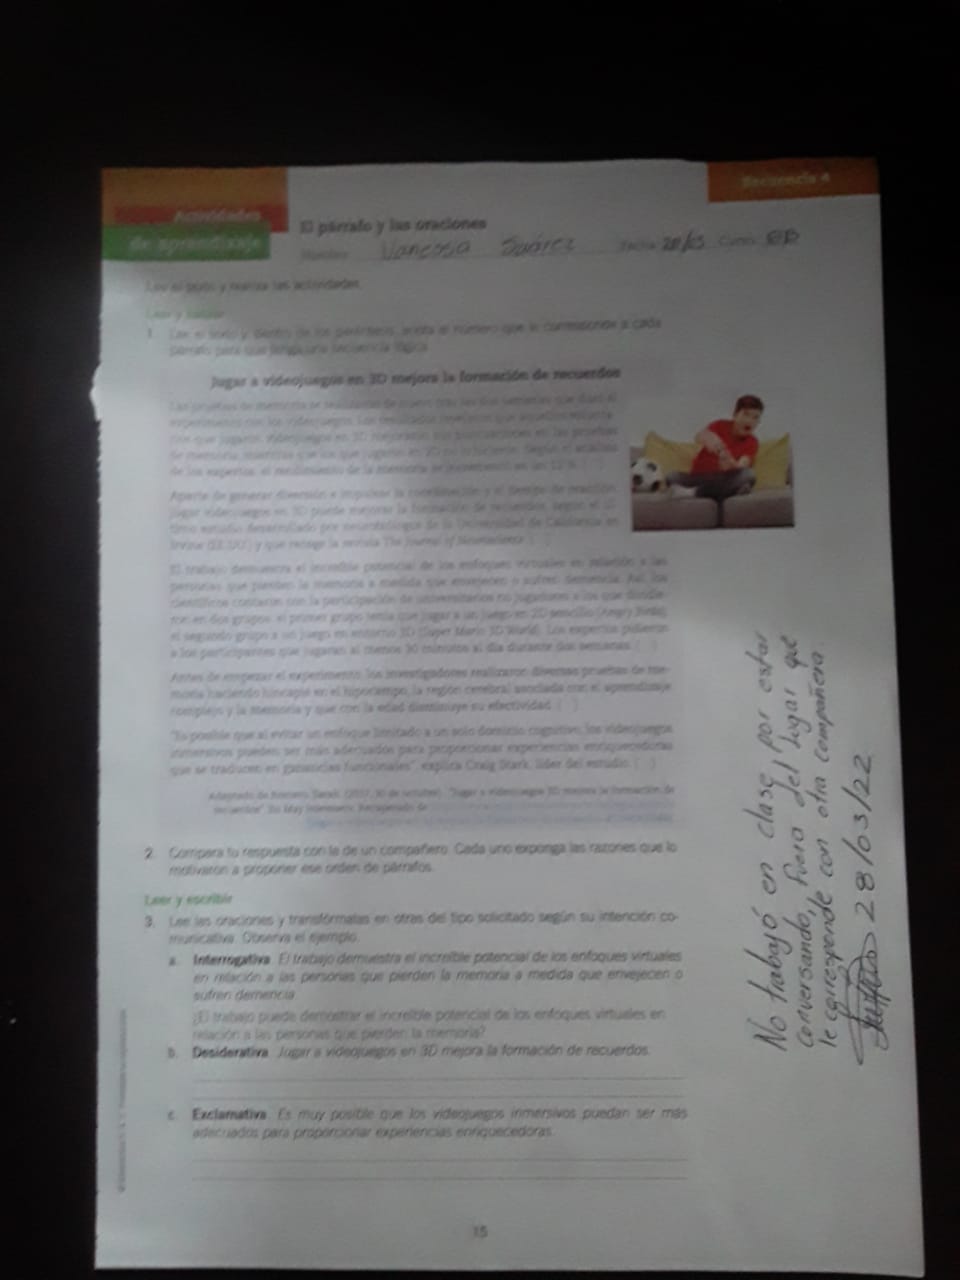 Actividades
de aprendizaje
Secuencia 4
El párrafo y las oraciones
Nombre: Vanessa Suárez Fecha: 28/03 Curso:
Lee el texto y realiza las actividades.
Leer y
1. Lee el texto y, dentro de los paréntesis, anota el número que le corresponde a cada
párrafo para que tenga una secuencia lógica.
Jugar a videojuegos en 3D mejora la formación de recuerdos
Las pruebas de memoria se realizaron de nuevo tras las dos semanas que duró el
experimento con los videojuegos. Los resultados revelaron que aquellos
que jugaron videojuegos en 3D mejoraron sus puntuaciones en las pruebas
de memoria, mientras que los que jugaron en 2D no lo hicieron. Según el análisis
de los expertos, el rendimiento de la memoria se incrementó en un 12 %. ( )
Aparte de generar diversión e impulsar la coordinación y el tiempo de reacción,
jugar videojuegos en 3D puede mejorar la formación de recuerdos, según el
estudio desarrollado por neurobiólogos de la Universidad de California en
Irvine (EE. UU.) y que recoge la revista The Journal of Neuroscience. ( )
El trabajo demuestra el increíble potencial de los enfoques virtuales en relación a las
personas que pierden la memoria a medida que envejecen o sufren demencia. Así, los
científicos contaron con la participación de universitarios no jugadores a los que
ron en dos grupos: el primer grupo tenía que jugar a un juego en 2D sencillo (Angry Birds),
el segundo grupo a un juego en entorno 3D (Super Mario 3D World). Los expertos pidieron
a los participantes que jugaran al menos 30 minutos al día durante dos semanas. ( )
Antes de empezar el experimento, los investigadores realizaron diversas pruebas de me-
moria haciendo hincapié en el hipocampo, la región cerebral asociada con el aprendizaje
complejo y la memoria y que con la edad disminuye su efectividad. ( )
"Es posible que al evitar un enfoque limitado a un solo dominio cognitivo, los videojuegos
inmersivos pueden ser más adecuados para proporcionar experiencias enriquecedoras
que se traducen en ganancias funcionales", explica Craig Stark, líder del estudio. ( )
Adaptado de Romero, Sarah. (2017, 30 de octubre). "Jugar a videojuegos 3D mejora la formación de
recuerdos". En Muy Interesante. Recuperado de
2. Compara tu respuesta con la de un compañero. Cada uno exponga las razones que lo
motivaron a proponer ese orden de párrafos.
Leer y escribir
3. Lee las oraciones y transfórmalas en otras del tipo solicitado según su intención co-
municativa. Observa el ejemplo.
a. Interrogativa. El trabajo demuestra el increíble potencial de los enfoques virtuales
en relación a las personas que pierden la memoria a medida que envejecen o
sufren demencia.
¿El trabajo puede demostrar el increíble potencial de los enfoques virtuales en
relación a las personas que pierden la memoria?
b. Desiderativa. Jugar a videojuegos en 3D mejora la formación de recuerdos.
c. Exclamativa. Es muy posible que los videojuegos inmersivos puedan ser más
adecuados para proporcionar experiencias enriquecedoras.
15
No trabajó en clase por estar
conversando, fuera del lugar que
le corresponde con otra compañera.
28/03/22